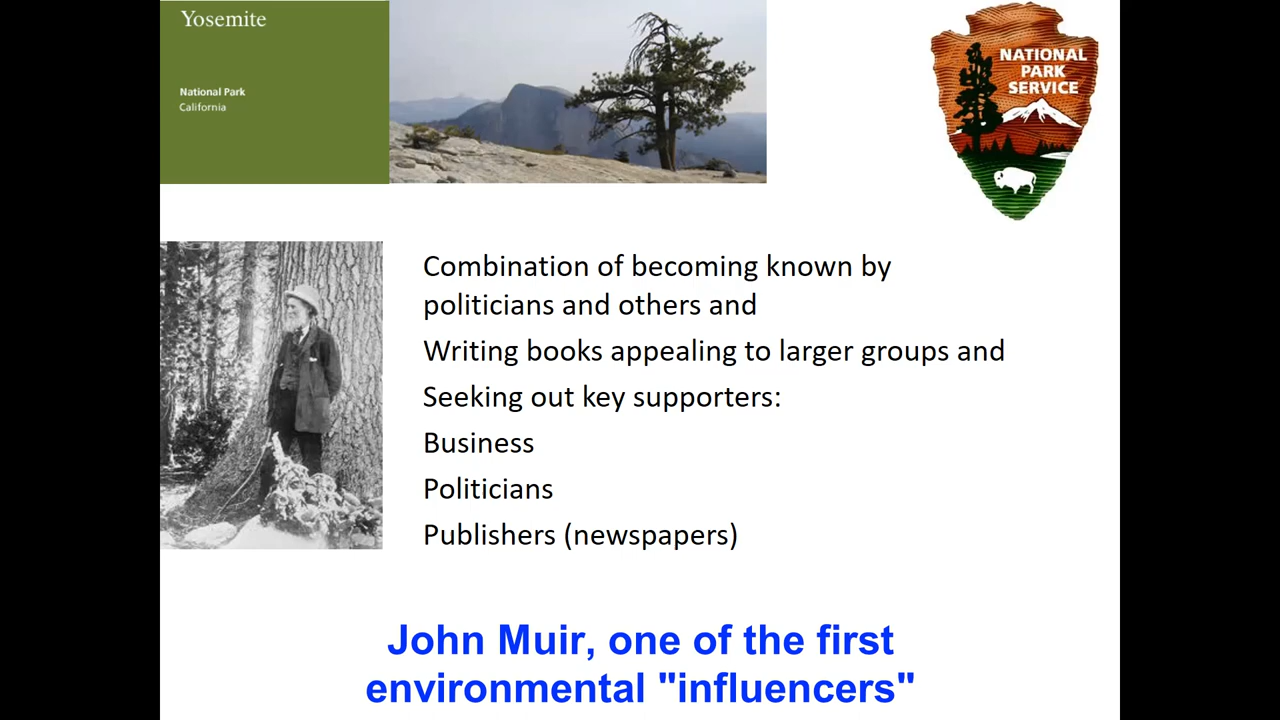 Yosemite
National Park
California
NATIONAL
PARK
SERVICE
Combination of becoming known by
politicians and others and
Writing books appealing to larger groups and
Seeking out key supporters:
Business
Politicians
Publishers (newspapers)
John Muir, one of the first
environmental "influencers"